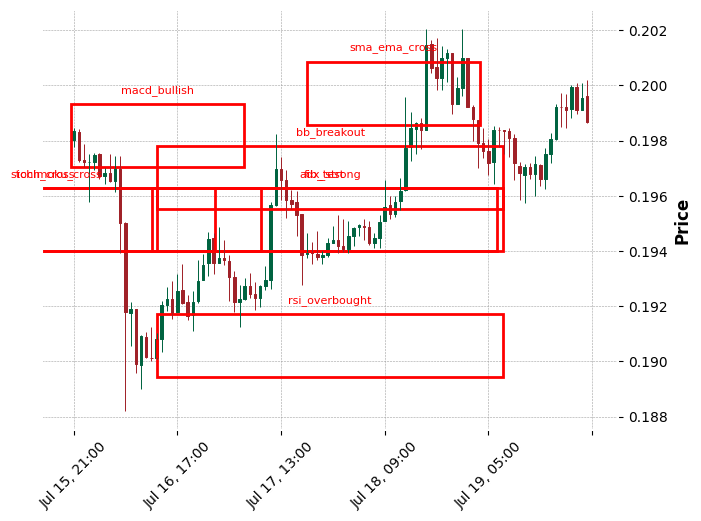 0.202
sma_ema_cross
0.200
macd_bullish
bb_breakout
0.198
0.196
0.194
Price
rsi_overbought
0.192
0.190
0.188
Jul 15, 21:00
Jul 16, 17:00
Jul 17, 13:00
Jul 18, 09:00
Jul 19, 05:00